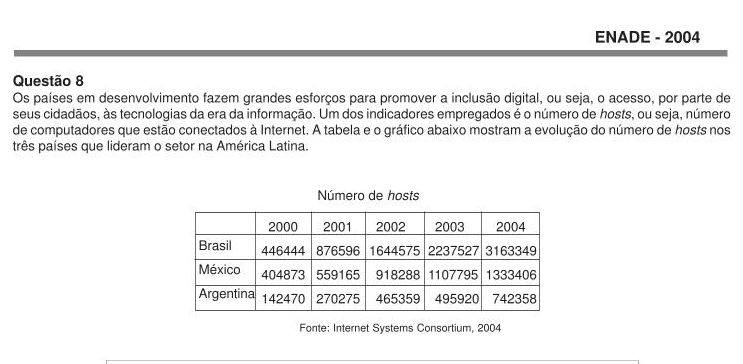 ENADE - 2004
Questão 8
Os países em desenvolvimento fazem grandes esforços para promover a inclusão digital, ou seja, o acesso, por parte de
seus cidadãos, às tecnologias da era da informação. Um dos indicadores empregados é o número de hosts, ou seja, número
de computadores que estão conectados à Internet. A tabela e o gráfico abaixo mostram a evolução do número de hosts nos
três países que lideram o setor na América Latina.
Número de hosts
2000 2001 2002 2003 2004
Brasil 446444 876596 1644575 2237527 3163349
México 404873 559165 918288 1107795 1333406
Argentina 142470 270275 465359 495920 742358
Fonte: Internet Systems Consortium, 2004